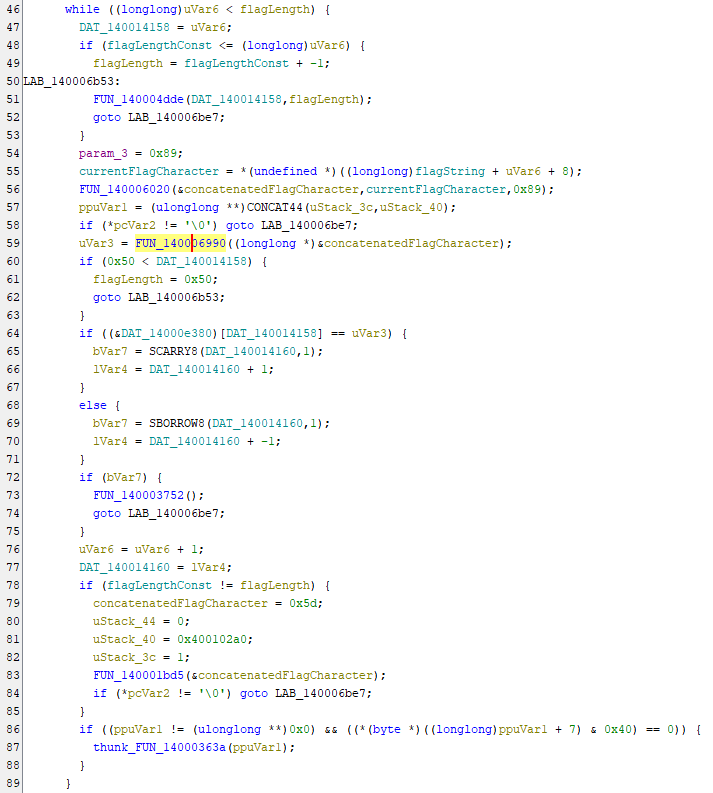 46 while ((longlong)uVar6 < flagLength) {
47 DAT_140014158 = uVar6;
48 if (flagLengthConst <= (longlong)uVar6) {
49 flagLength = flagLengthConst + -1;
50 LAB_140006b53:
51 FUN_140004dde(DAT_140014158,flagLength);
52 goto LAB_140006be7;
53 }
54 param_3 = 0x89;
55 currentFlagCharacter = *(undefined *)((longlong)flagString + uVar6 + 8);
56 FUN_140006020(&concatenatedFlagCharacter,currentFlagCharacter,0x89);
57 ppuVar1 = (ulonglong **)CONCAT44(uStack_3c,uStack_40);
58 if (*pcVar2 != '\0') goto LAB_140006be7;
59 uVar3 = FUN_140006990((longlong *)&concatenatedFlagCharacter);
60 if (0x50 < DAT_140014158) {
61 flagLength = 0x50;
62 goto LAB_140006b53;
63 }
64 if ((&DAT_14000e380)[DAT_140014158] == uVar3) {
65 bVar7 = SCARRY8(DAT_140014160,1);
66 lVar4 = DAT_140014160 + 1;
67 }
68 else {
69 bVar7 = SBORROW8(DAT_140014160,1);
70 lVar4 = DAT_140014160 + -1;
71 }
72 if (bVar7) {
73 FUN_140003752();
74 goto LAB_140006be7;
75 }
76 uVar6 = uVar6 + 1;
77 DAT_140014160 = lVar4;
78 if (flagLengthConst != flagLength) {
79 concatenatedFlagCharacter = 0x5d;
80 uStack_44 = 0;
81 uStack_40 = 0x400102a0;
82 uStack_3c = 1;
83 FUN_140001bd5(&concatenatedFlagCharacter);
84 if (*pcVar2 != '\0') goto LAB_140006be7;
85 }
86 if ((ppuVar1 != (ulonglong **)0x0) && ((*(byte *)((longlong)ppuVar1 + 7) & 0x40) == 0)) {
87 thunk_FUN_14000363a(ppuVar1);
88 }
89 }